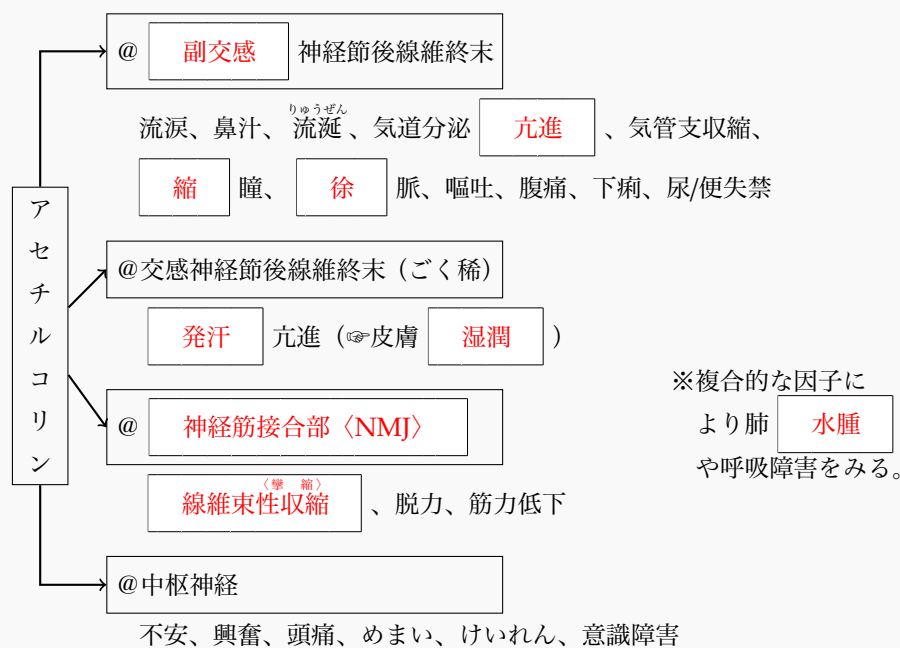 @ 副交感 神経節後線維終末
りゅうぜん
流涙、鼻汁、流涎、気道分泌 亢進 、気管支収縮、
縮 瞳、 徐 脈、嘔吐、腹痛、下痢、尿/便失禁
アセチルコリン
@交感神経節後線維終末（ごく稀）
発汗 亢進（☞皮膚 湿潤 ）
@ 神経筋接合部〈NMJ〉
〈攣縮〉
線維束性収縮 、脱力、筋力低下
@中枢神経
不安、興奮、頭痛、めまい、けいれん、意識障害
※複合的な因子に
より肺 水腫
や呼吸障害をみる。